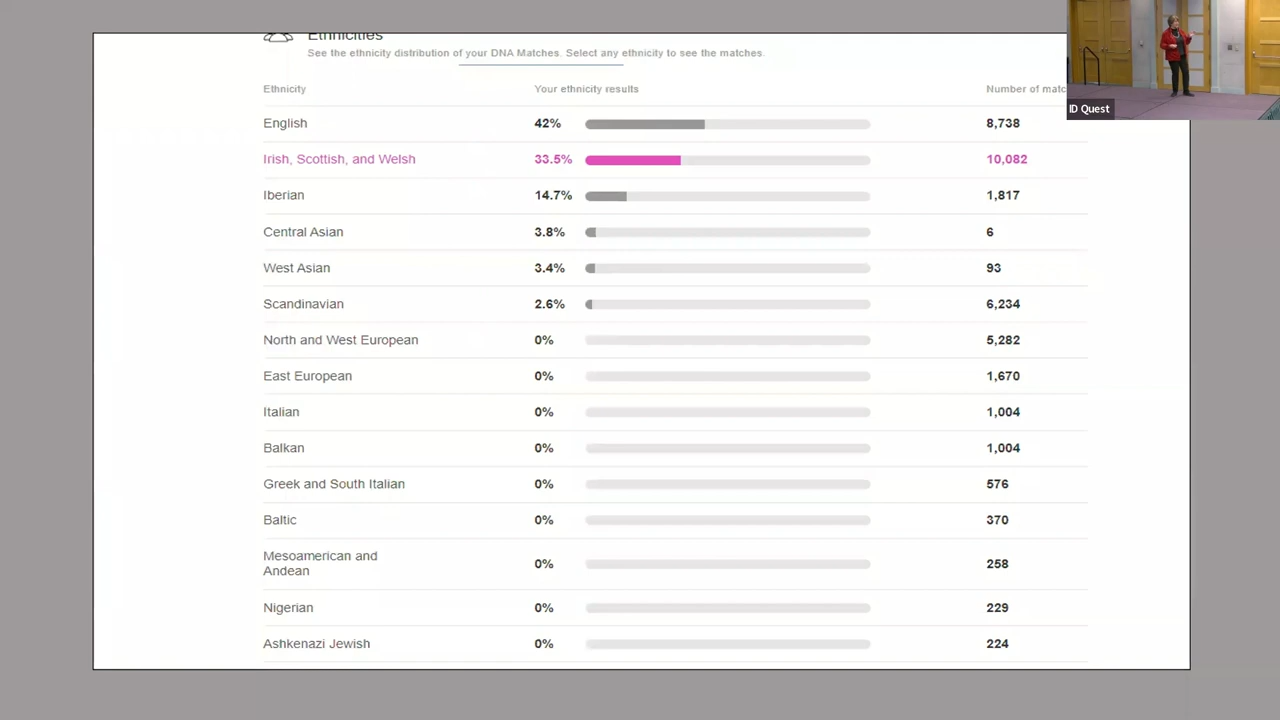 Ethnicities
See the ethnicity distribution of your DNA Matches. Select any ethnicity to see the matches.
Ethnicity Your ethnicity results Number of matc
English 42% 8,738
Irish, Scottish, and Welsh 33.5% 10,082
Iberian 14.7% 1,817
Central Asian 3.8% 6
West Asian 3.4% 93
Scandinavian 2.6% 6,234
North and West European 0% 5,282
East European 0% 1,670
Italian 0% 1,004
Balkan 0% 1,004
Greek and South Italian 0% 576
Baltic 0% 370
Mesoamerican and
Andean 0% 258
Nigerian 0% 229
Ashkenazi Jewish 0% 224
ID Quest